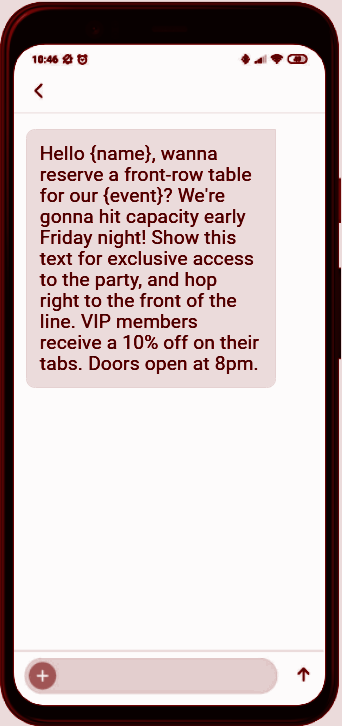 10:46
Hello {name}, wanna
reserve a front-row table
for our {event}? We're
gonna hit capacity early
Friday night! Show this
text for exclusive access
to the party, and hop
right to the front of the
line. VIP members
receive a 10% off on their
tabs. Doors open at 8pm.